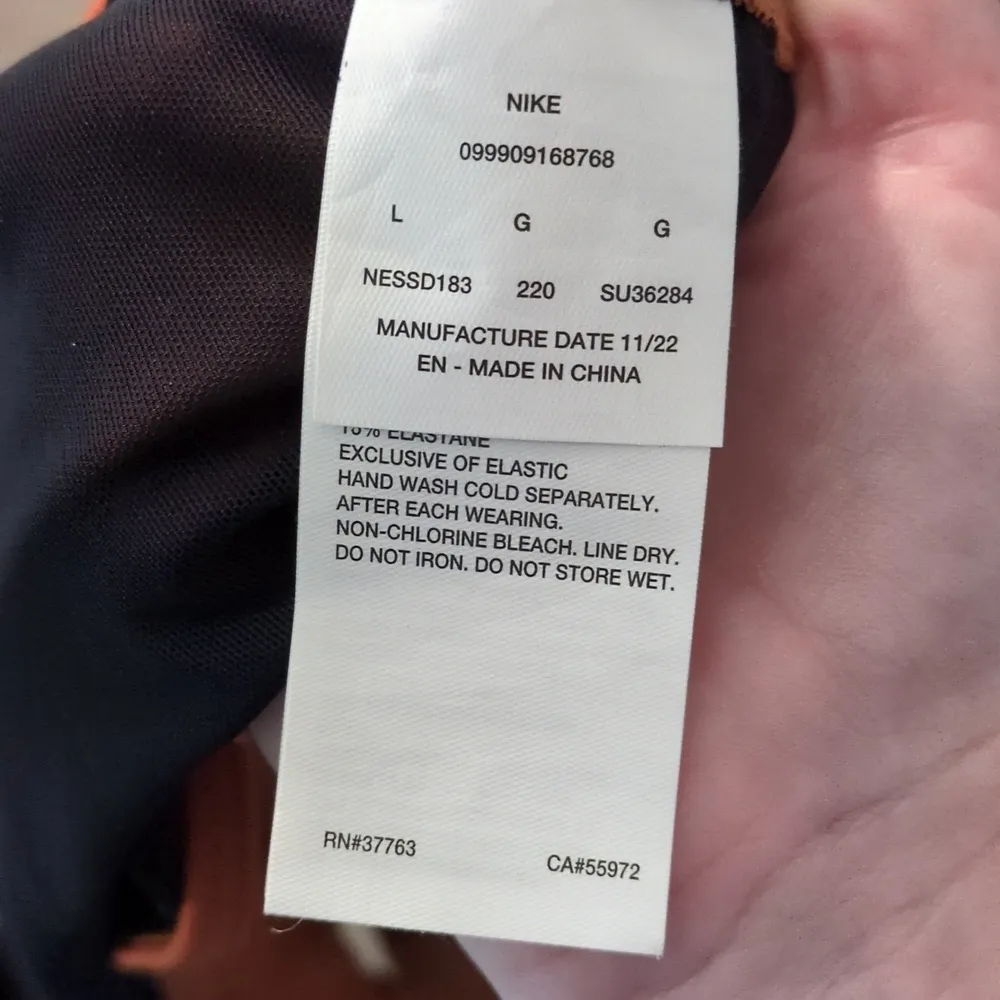 NIKE
099909168768
L G G
NESSD183 220 SU36284
MANUFACTURE DATE 11/22
EN - MADE IN CHINA
ELASTANE
EXCLUSIVE OF ELASTIC
HAND WASH COLD SEPARATELY.
AFTER EACH WEARING.
NON-CHLORINE BLEACH. LINE DRY.
DO NOT IRON. DO NOT STORE WET.
RN#37763 CA#55972